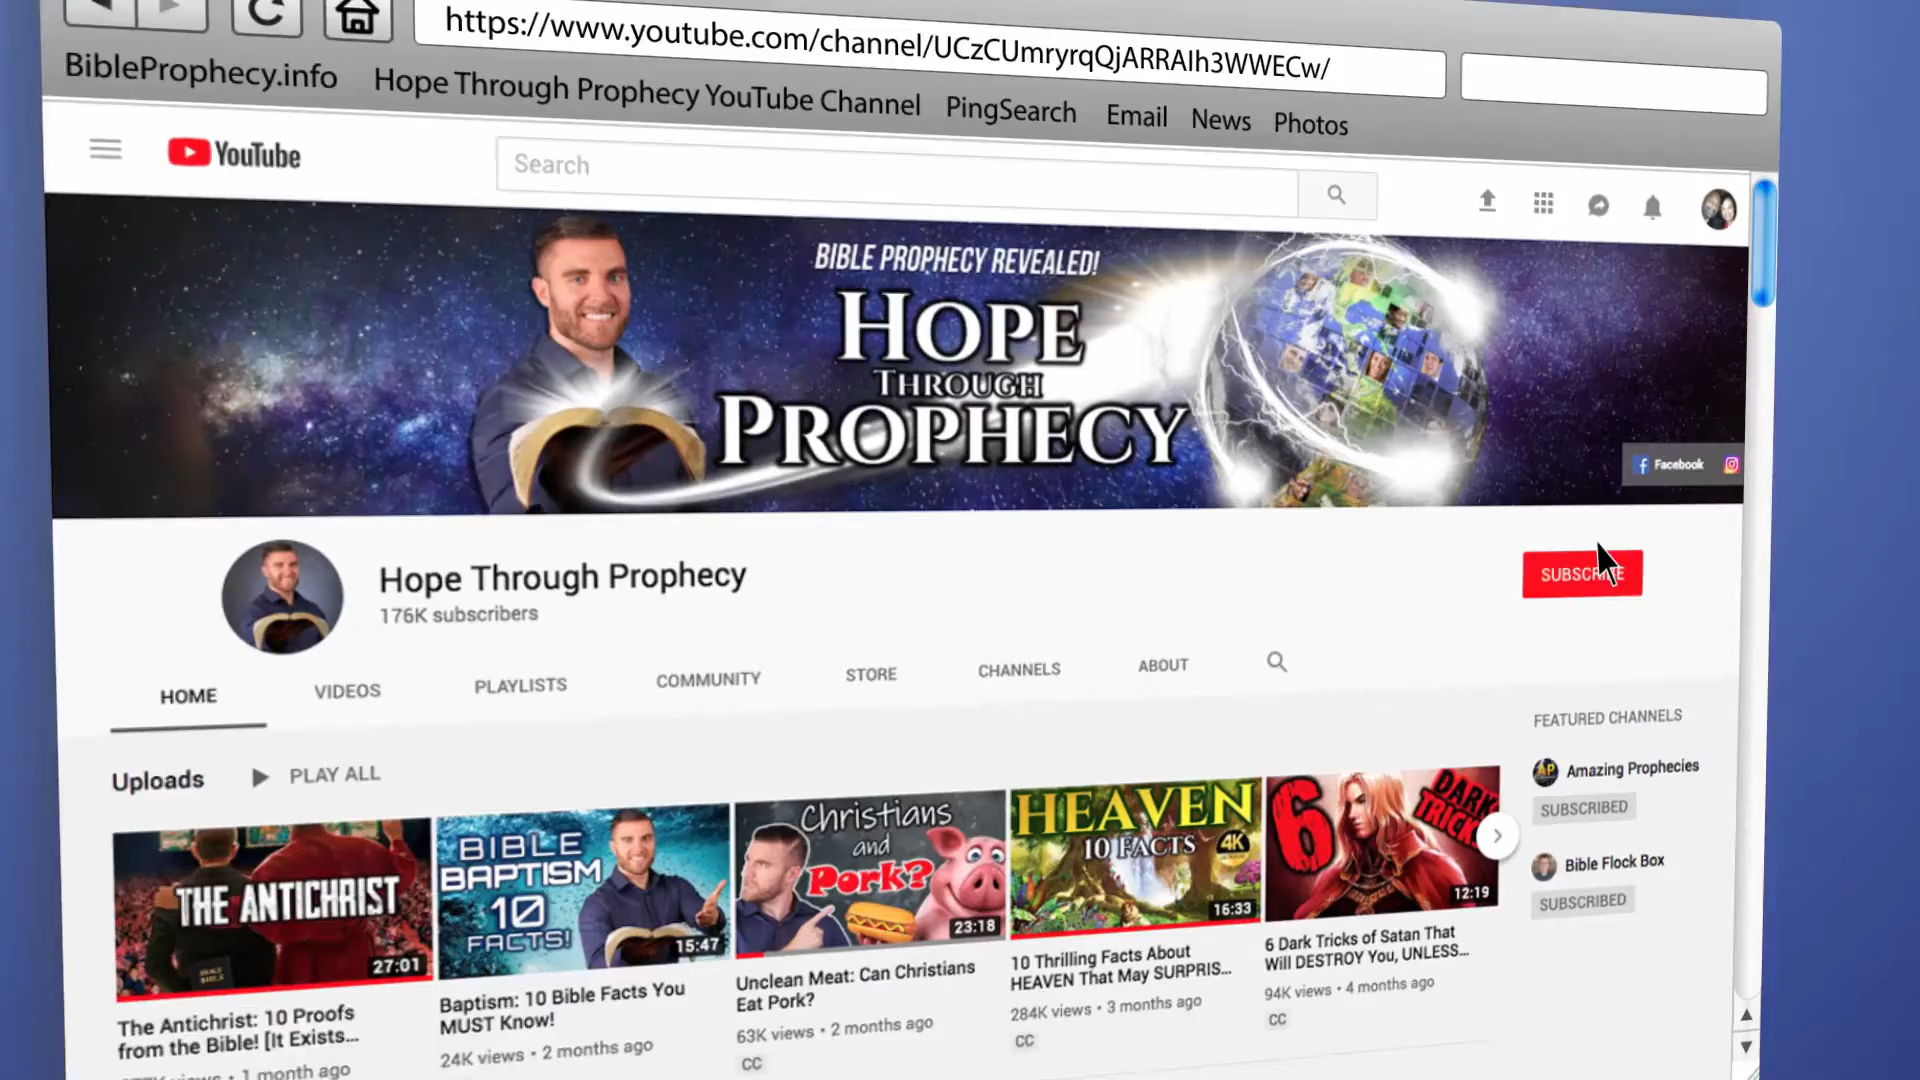 https://www.youtube.com/channel/UCzCUmryrqQjARRAIh3WWECw/
BibleProphecy.info Hope Through Prophecy YouTube Channel PingSearch Email News Photos
YouTube
Search
BIBLE PROPHECY REVEALED!
HOPE
THROUGH
PROPHECY
Facebook
Hope Through Prophecy
176K subscribers
SUBSCRIBE
HOME VIDEOS PLAYLISTS COMMUNITY STORE CHANNELS ABOUT
FEATURED CHANNELS
Amazing Prophecies
SUBSCRIBED
Bible Flock Box
SUBSCRIBED
Uploads PLAY ALL
THE ANTICHRIST
27:01
The Antichrist: 10 Proofs
from the Bible! [It Exists...
views • 1 month ago
BIBLE
BAPTISM
10
FACTS!
15:47
Baptism: 10 Bible Facts You
MUST Know!
24K views • 2 months ago
Christians
and
Pork?
23:18
Unclean Meat: Can Christians
Eat Pork?
63K views • 2 months ago
CC
HEAVEN
10 FACTS 4K
16:33
10 Thrilling Facts About
HEAVEN That May SURPRIS...
284K views • 3 months ago
CC
6
DARK
12:19
6 Dark Tricks of Satan That
Will DESTROY You, UNLESS...
94K views • 4 months ago
CC